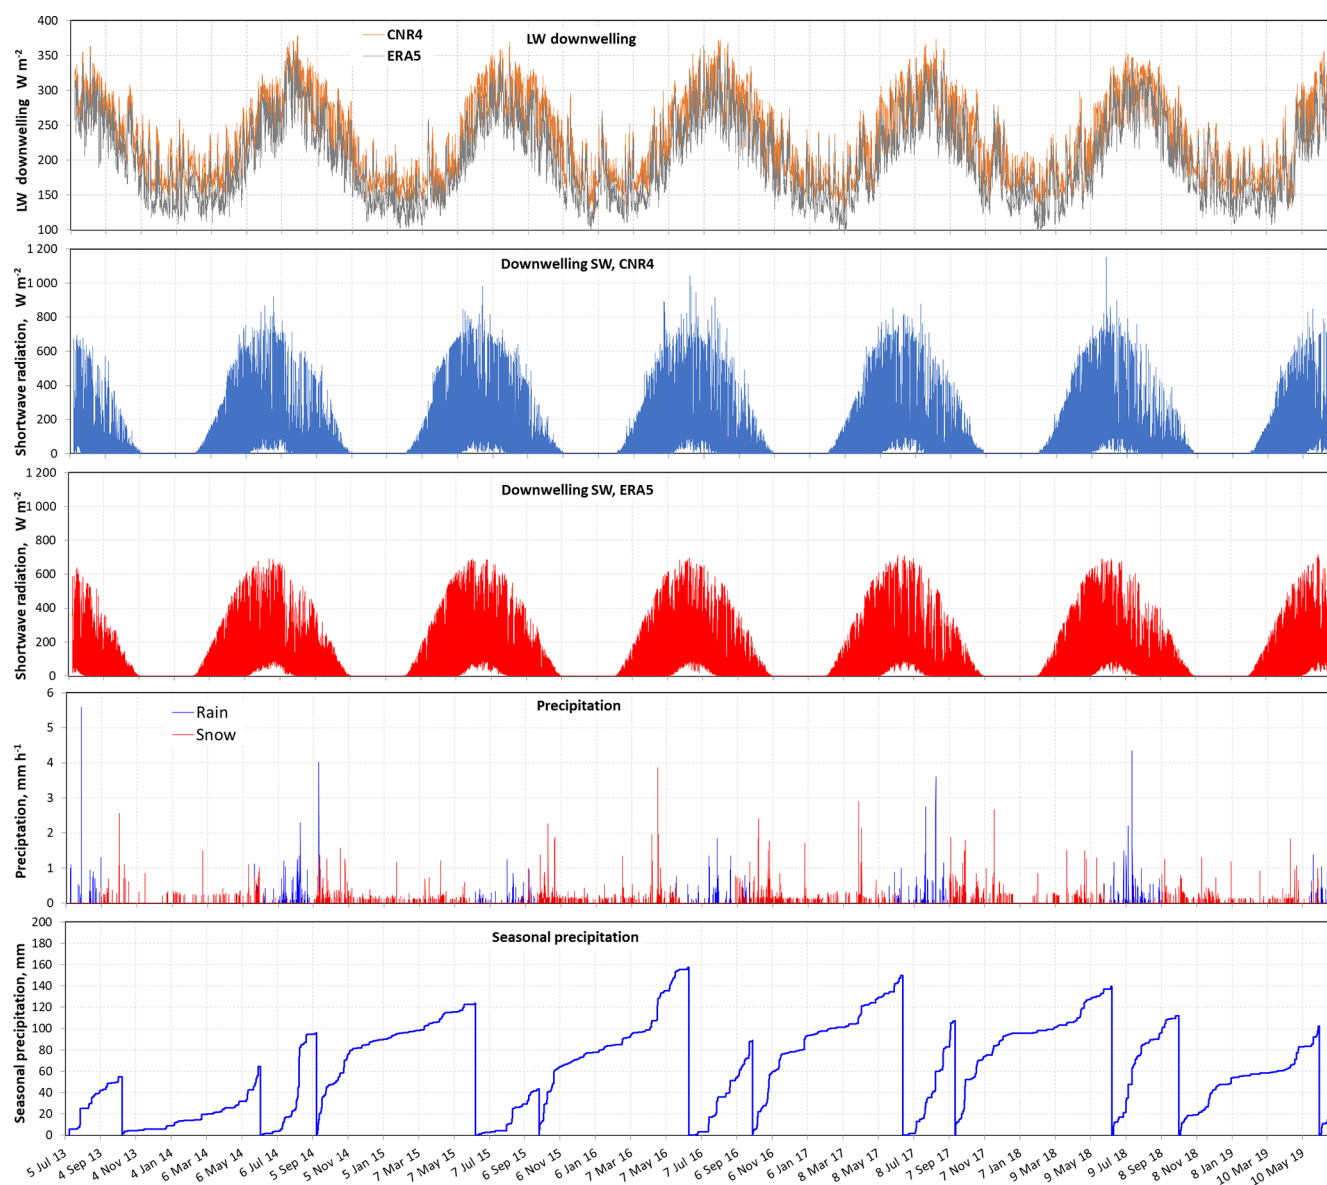 LW downwelling
CNR4
ERA5
LW downwelling W m-2
400
350
300
250
200
150
100
Downwelling SW, CNR4
Shortwave radiation, W m-2
1 200
1 000
800
600
400
200
0
Downwelling SW, ERA5
Shortwave radiation, W m-2
1 200
1 000
800
600
400
200
0
Precipitation
Rain
Snow
Preciptation, mm h-1
6
5
4
3
2
1
0
Seasonal precipitation
Seasonal precipitation, mm
200
180
160
140
120
100
80
60
40
20
0
5 Jul 13
4 Sep 13
4 Nov 13
4 Jan 14
6 Mar 14
6 May 14
6 Jul 14
5 Sep 14
5 Nov 14
5 Jan 15
7 Mar 15
7 May 15
7 Jul 15
6 Sep 15
6 Nov 15
6 Jan 16
7 Mar 16
7 May 16
7 Jul 16
6 Sep 16
6 Nov 16
6 Jan 17
8 Mar 17
8 May 17
8 Jul 17
7 Sep 17
7 Nov 17
7 Jan 18
9 Mar 18
9 May 18
9 Jul 18
8 Sep 18
8 Nov 18
8 Jan 19
10 Mar 19
10 May 19